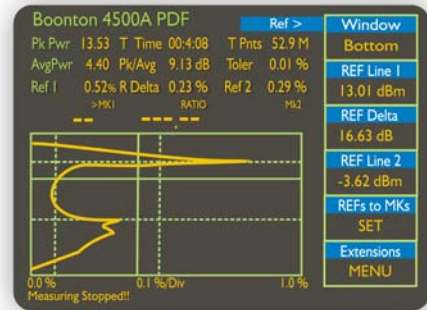 Boonton 4500A PDF
Ref >
Pk Pwr 13.53 T Time 00:4:08 T Pnts 52.9 M
AvgPwr 4.40 Pk/Avg 9.13 dB Toler 0.01 %
Ref 1 0.52% R Delta 0.23 % Ref 2 0.29 %
>MK1 RATIO Mk2
-- ---.--
0.0 % 0.1 %/Div 1.0 %
Measuring Stopped!!
Window
Bottom
REF Line 1
13.01 dBm
REF Delta
16.63 dB
REF Line 2
-3.62 dBm
REFs to MKs
SET
Extensions
MENU